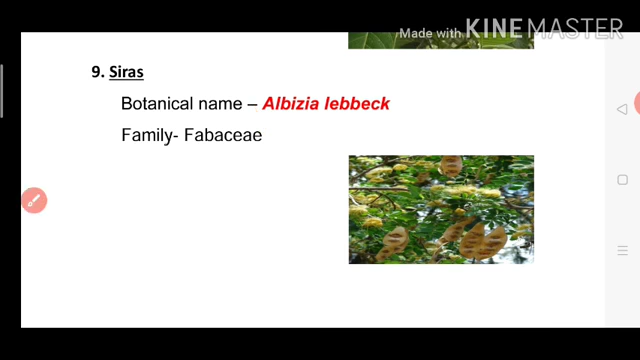 Made with KINEMASTER
9. Siras
Botanical name – Albizia lebbeck
Family- Fabaceae